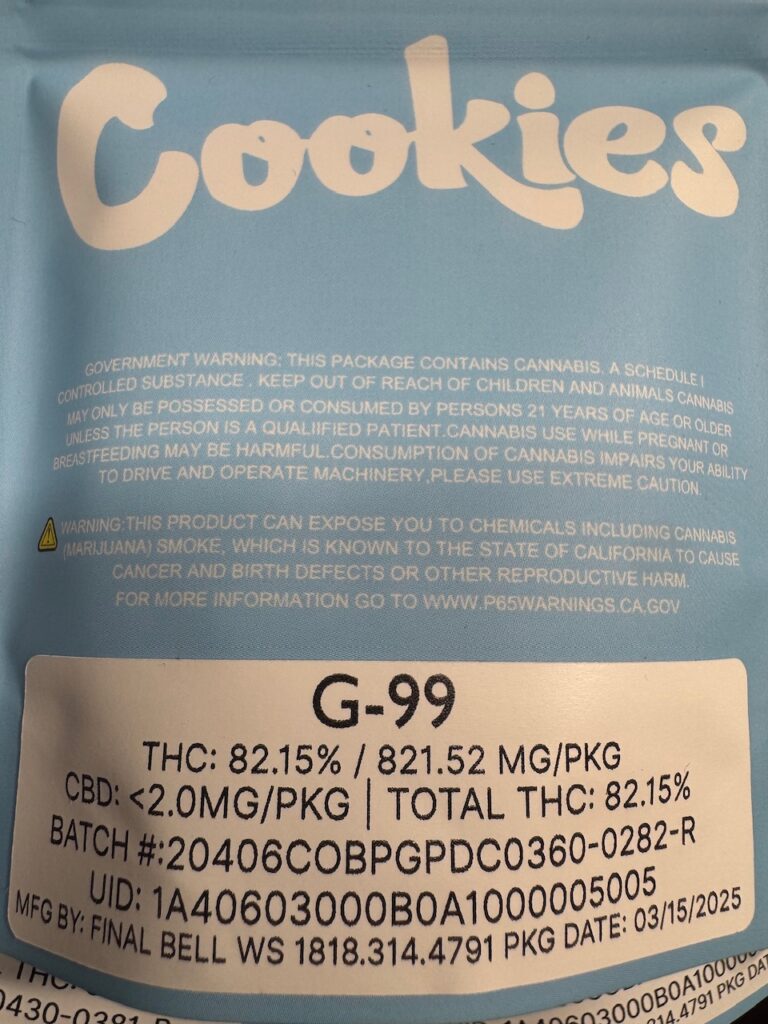 Cookies
GOVERNMENT WARNING: THIS PACKAGE CONTAINS CANNABIS. A SCHEDULE I
CONTROLLED SUBSTANCE . KEEP OUT OF REACH OF CHILDREN AND ANIMALS CANNABIS
MAY ONLY BE POSSESSED OR CONSUMED BY PERSONS 21 YEARS OF AGE OR OLDER
UNLESS THE PERSON IS A QUALIIFIED PATIENT.CANNABIS USE WHILE PREGNANT OR
BREASTFEEDING MAY BE HARMFUL.CONSUMPTION OF CANNABIS IMPAIRS YOUR ABILITY
TO DRIVE AND OPERATE MACHINERY,PLEASE USE EXTREME CAUTION.
WARNING:THIS PRODUCT CAN EXPOSE YOU TO CHEMICALS INCLUDING CANNABIS
(MARIJUANA) SMOKE, WHICH IS KNOWN TO THE STATE OF CALIFORNIA TO CAUSE
CANCER AND BIRTH DEFECTS OR OTHER REPRODUCTIVE HARM.
FOR MORE INFORMATION GO TO WWW.P65WARNINGS.CA.GOV
G-99
THC: 82.15% / 821.52 MG/PKG
CBD: <2.0MG/PKG | TOTAL THC: 82.15%
BATCH #:20406COBPGPDC0360-0282-R
UID: 1A40603000B0A1000005005
MFG BY: FINAL BELL WS 1818.314.4791 PKG DATE: 03/15/2025
THC: